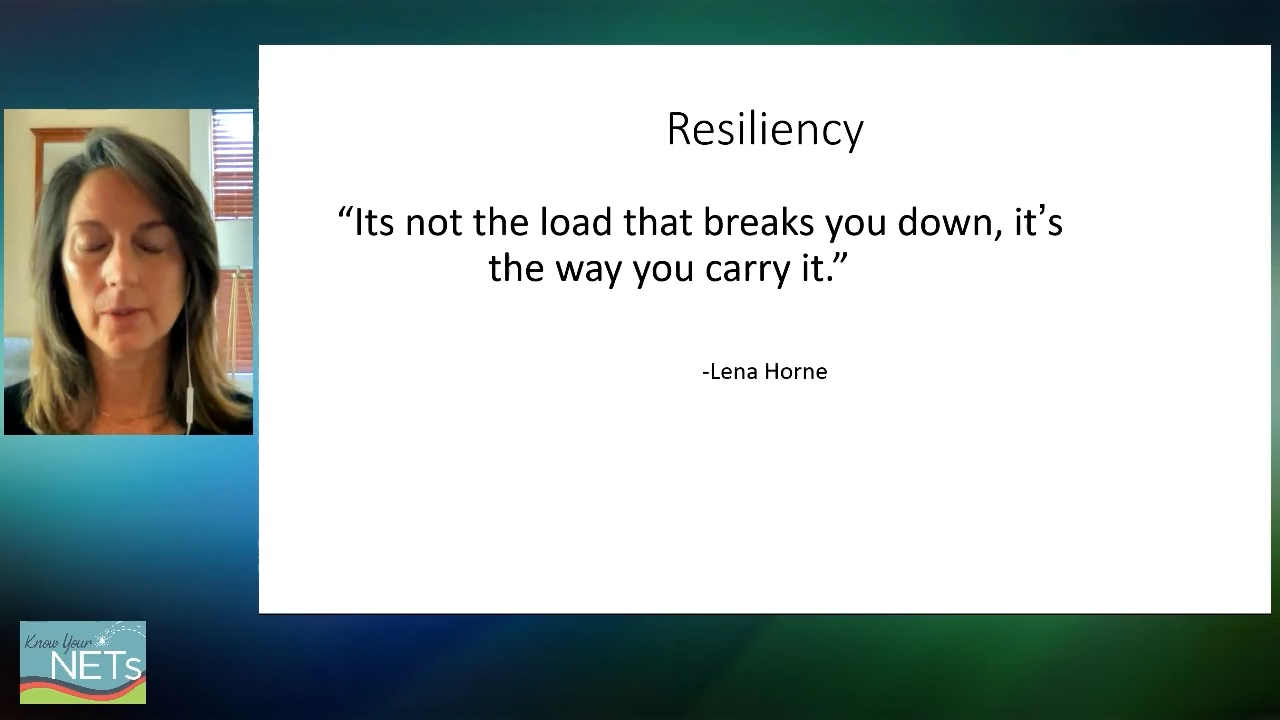 Resiliency
“Its not the load that breaks you down, it’s
the way you carry it.”
-Lena Horne
Know Your
NETs